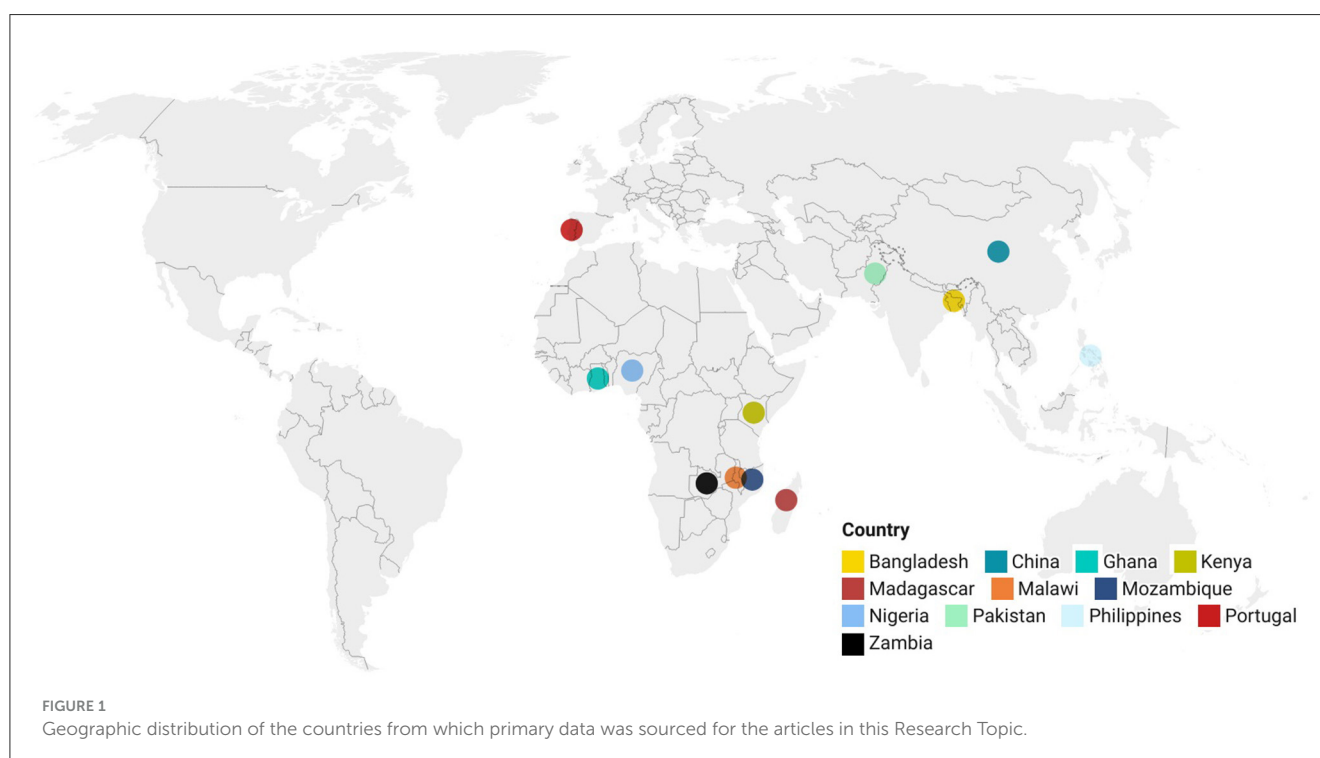 Country
Bangladesh China Ghana Kenya
Madagascar Malawi Mozambique
Nigeria Pakistan Philippines Portugal
Zambia
FIGURE 1
Geographic distribution of the countries from which primary data was sourced for the articles in this Research Topic.